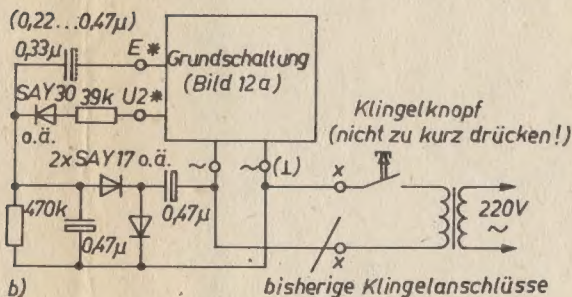 (0,22...0,47µ)
0,33µ
E*
Grundschaltung
(Bild 12a)
SAY30
39k
U2*
o.ä.
Klingelknopf
(nicht zu kurz drücken!)
2xSAY17 o.ä.
~
~(⊥)
x
470k
0,47µ
0,47µ
220V
~
x
b)
bisherige Klingelanschlüsse